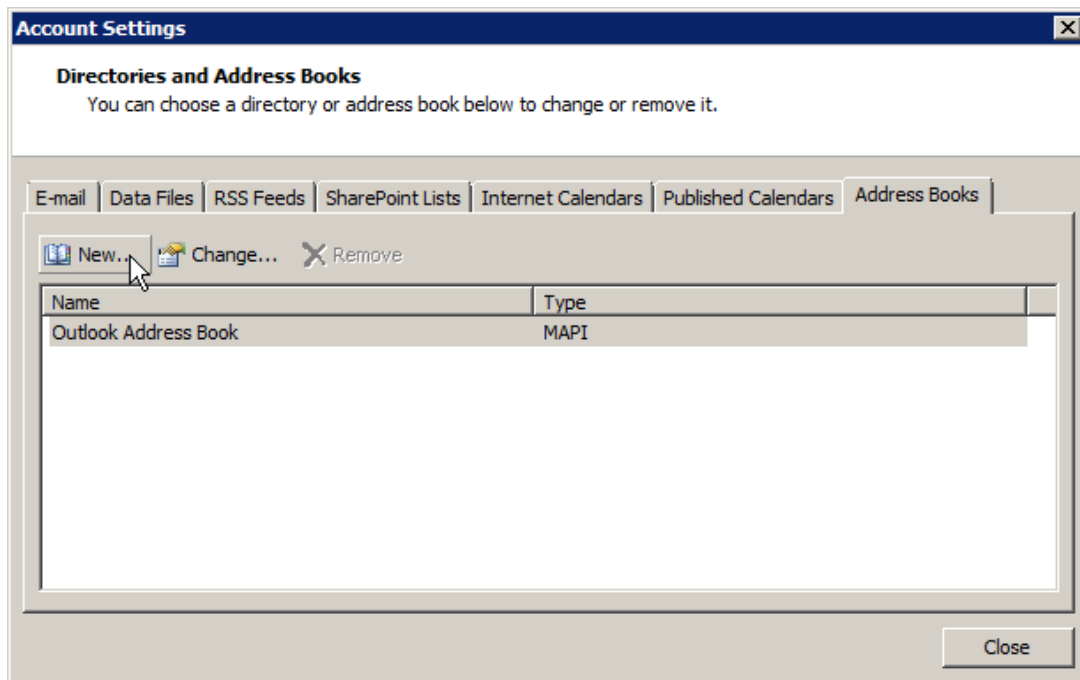 Account Settings
Directories and Address Books
You can choose a directory or address book below to change or remove it.
E-mail Data Files RSS Feeds SharePoint Lists Internet Calendars Published Calendars Address Books
New... Change... Remove
Name Type
Outlook Address Book MAPI
Close